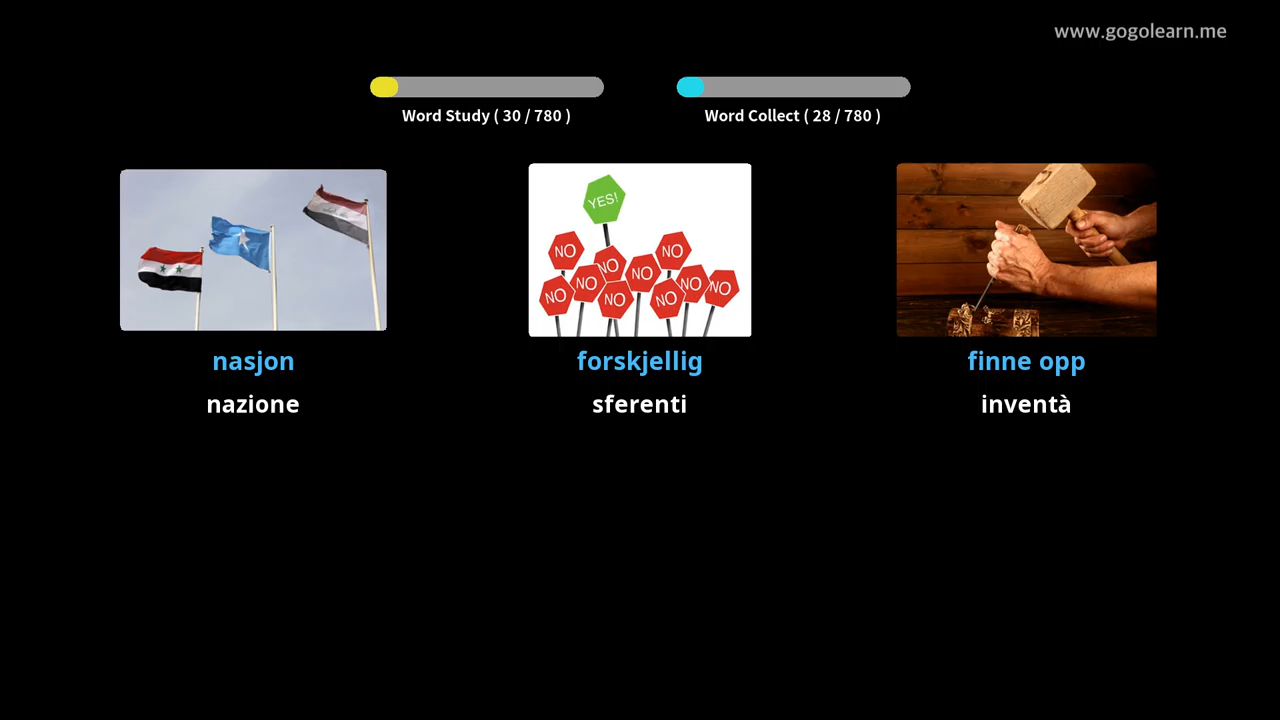 www.gogolearn.me
Word Study ( 30 / 780 )
Word Collect ( 28 / 780 )
YES!
NO
NO
NO
NO
NO
NO
NO
NO
NO
NO
nasjon
forskjellig
finne opp
nazione
sferenti
inventà